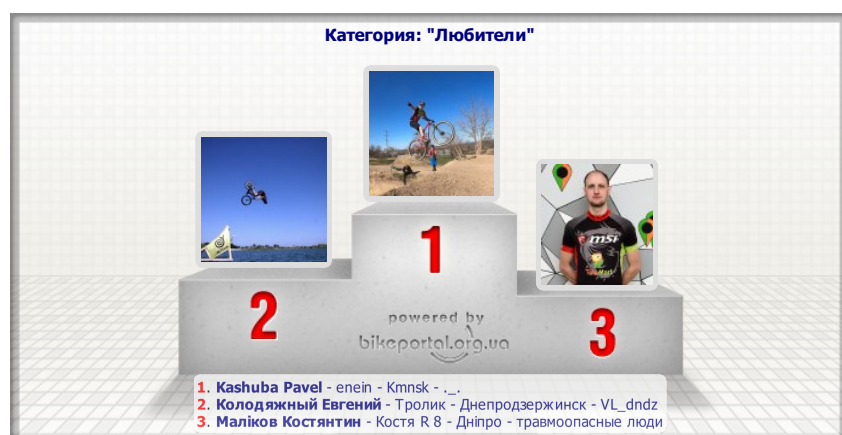 Категория: "Любители"
1
2
3
powered by
bikeportal.org.ua
msi
1. Kashuba Pavel - enein - Kmnsk - ._.
2. Колодяжный Евгений - Тролик - Днепродзержинск - VL_dndz
3. Маліков Костянтин - Костя R 8 - Дніпро - травмоопасные люди